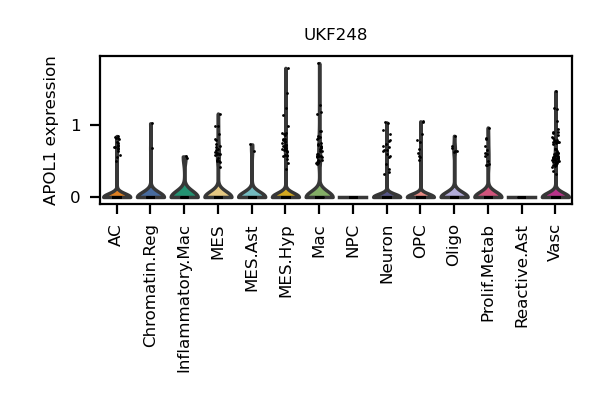 UKF248
APOL1 expression
1
0
AC
Chromatin.Reg
Inflammatory.Mac
MES
MES.Ast
MES.Hyp
Mac
NPC
Neuron
OPC
Oligo
Prolif.Metab
Reactive.Ast
Vasc